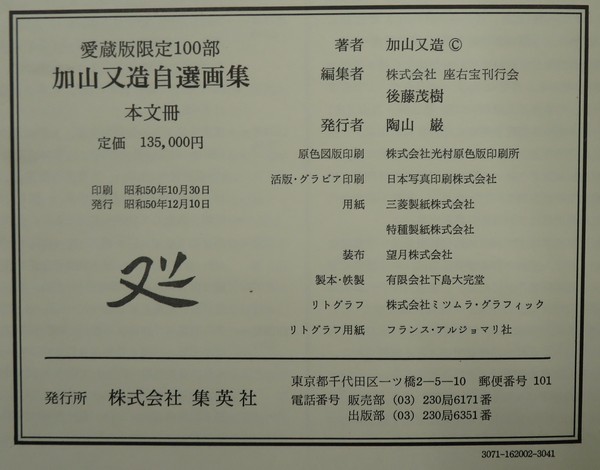 愛蔵版限定100部
加山又造自選画集
本文冊
定価 135,000円
印刷 昭和50年10月30日
発行 昭和50年12月10日
著者 加山又造 ©
編集者 株式会社 座右宝刊行会
後藤茂樹
発行者 陶山 巌
原色図版印刷 株式会社光村原色版印刷所
活版・グラビア印刷 日本写真印刷株式会社
用紙 三菱製紙株式会社
特種製紙株式会社
装布 望月株式会社
製本・帙製 有限会社下島大完堂
リトグラフ 株式会社ミツムラ・グラフィック
リトグラフ用紙 フランス・アルジョマリ社
発行所 株式会社 集英社
東京都千代田区一ツ橋2—5—10 郵便番号 101
電話番号 販売部 (03) 230局6171番
出版部 (03) 230局6351番
3071-162002-3041